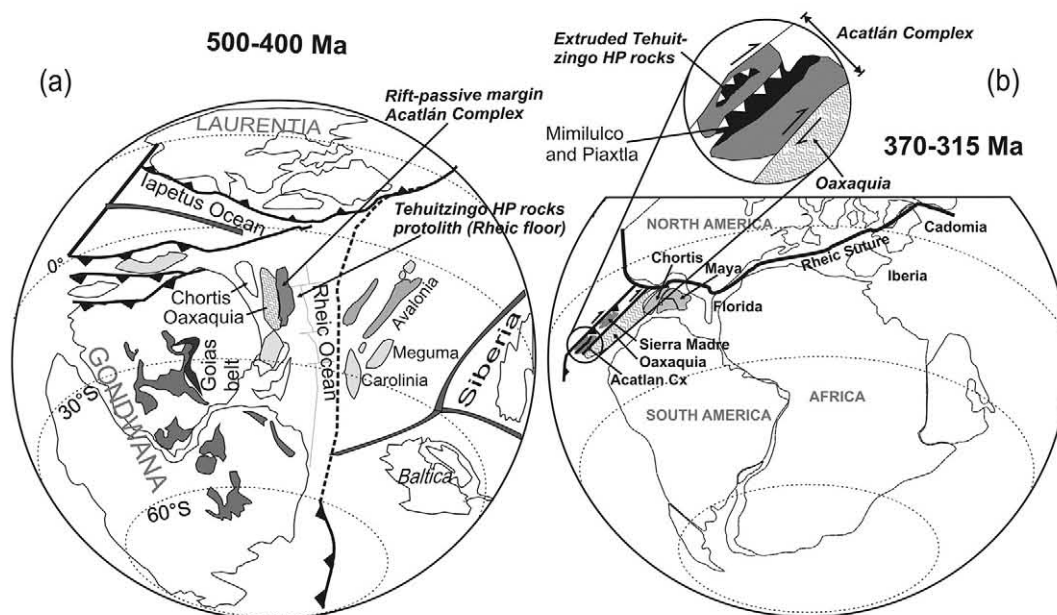 500-400 Ma
(a)
Rift-passive margin
Acatlán Complex
LAURENTIA
Iapetus Ocean
Tehuitzingo HP rocks
protolith (Rheic floor)
0°
Chortis
Oaxaquia
Rheic Ocean
Avalonia
Meguma
Carolinia
Siberia
Goias
belt
GONDWANA
30°S
60°S
Baltica
Extruded Tehuit-
zingo HP rocks
Acatlán Complex
(b)
Mimilulco
and Piaxtla
370-315 Ma
Oaxaquia
NORTH AMERICA
Cadomia
Chortis
Maya
Rheic Suture
Iberia
Florida
Sierra Madre
Oaxaquia
Acatlan Cx
AFRICA
SOUTH AMERICA